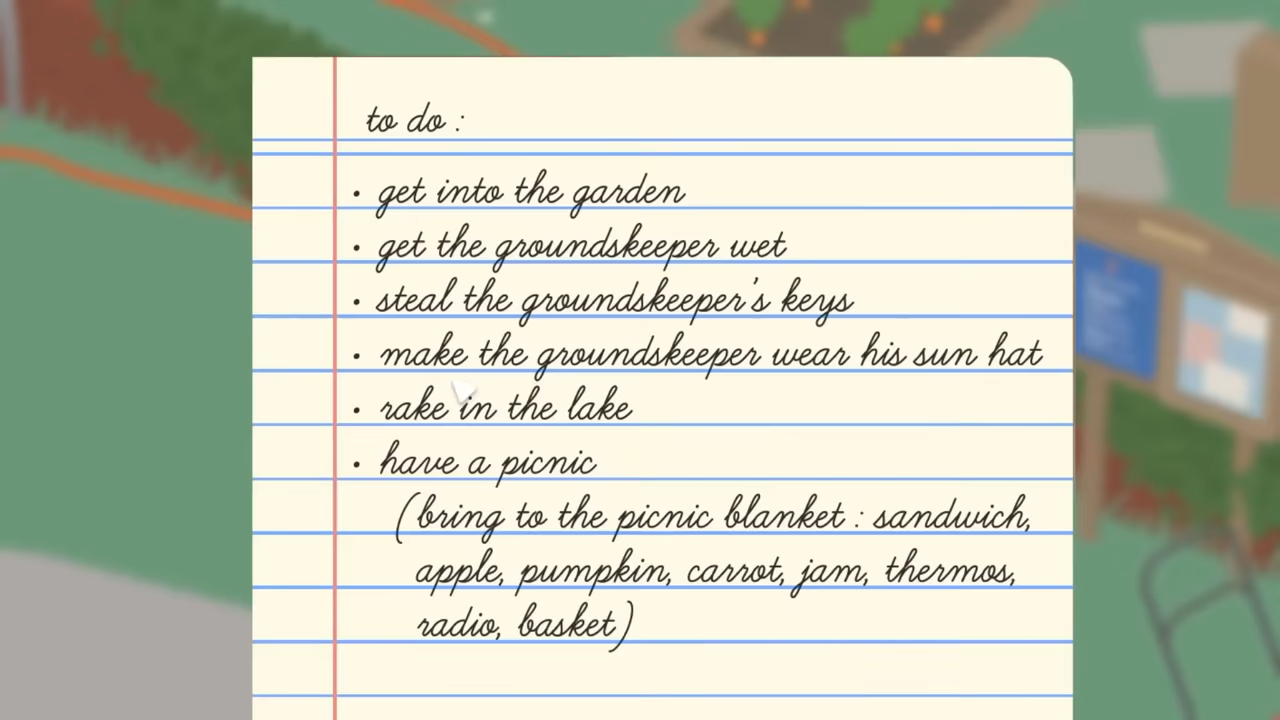 to do :
• get into the garden
• get the groundskeeper wet
• steal the groundskeeper's keys
• make the groundskeeper wear his sun hat
• rake in the lake
• have a picnic
(bring to the picnic blanket : sandwich,
apple, pumpkin, carrot, jam, thermos,
radio, basket)